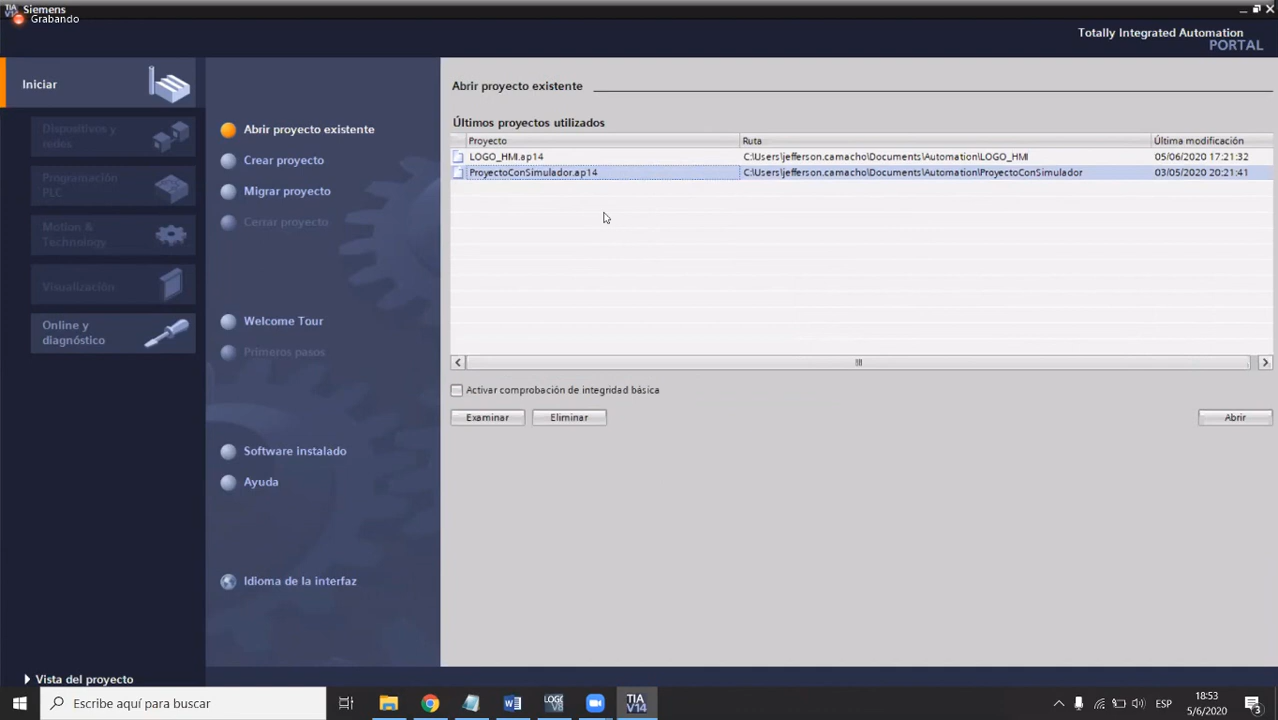 Siemens
Grabando
Totally Integrated Automation
PORTAL
Iniciar
Dispositivos y
redes
Programación
PLC
Motion &
Technology
Visualización
Online y
diagnóstico
Abrir proyecto existente
Crear proyecto
Migrar proyecto
Cerrar proyecto
Welcome Tour
Primeros pasos
Software instalado
Ayuda
Idioma de la interfaz
Abrir proyecto existente
Últimos proyectos utilizados
Proyecto Ruta Última modificación
LOGO_HMI.ap14 C:\Users\jefferson.camacho\Documents\Automation\LOGO_HMI 05/06/2020 17:21:32
ProyectoConSimulador.ap14 C:\Users\jefferson.camacho\Documents\Automation\ProyectoConSimulador 03/05/2020 20:21:41
Activar comprobación de integridad básica
Examinar Eliminar Abrir
Vista del proyecto
Escribe aquí para buscar
TIA
V14
ESP
18:53
5/6/2020
3